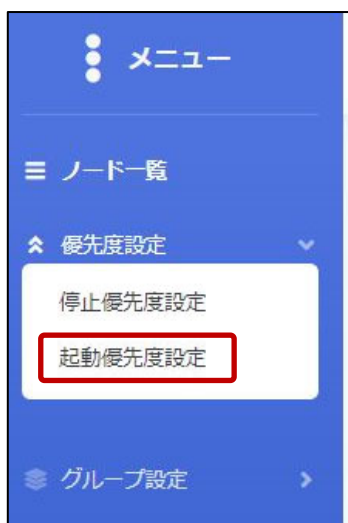 メニュー
ノード一覧
優先度設定
停止優先度設定
起動優先度設定
グループ設定